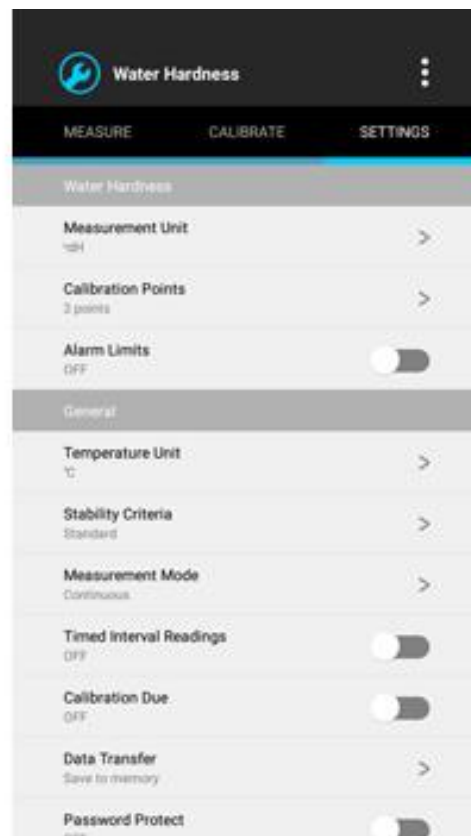 Water Hardness
MEASURE CALIBRATE SETTINGS
Water Hardness
Measurement Unit
°dH
Calibration Points
3 points
Alarm Limits
OFF
General
Temperature Unit
°C
Stability Criteria
Standard
Measurement Mode
Continuous
Timed Interval Readings
OFF
Calibration Due
OFF
Data Transfer
Save to memory
Password Protect